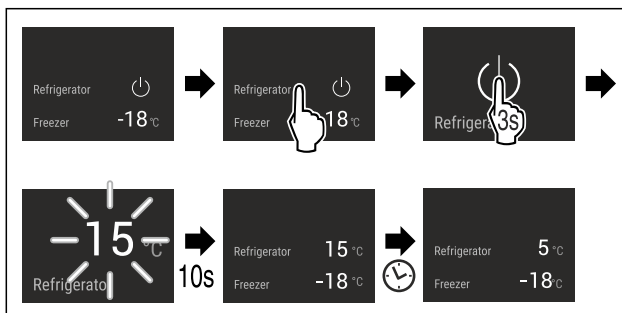 Refrigerator
Freezer -18 °C
Refrigerator
Freezer 18 °C
Refrigera 3s
15 °C
Refrigerato
10s
Refrigerator 15 °C
Freezer -18 °C
Refrigerator 5 °C
Freezer -18 °C